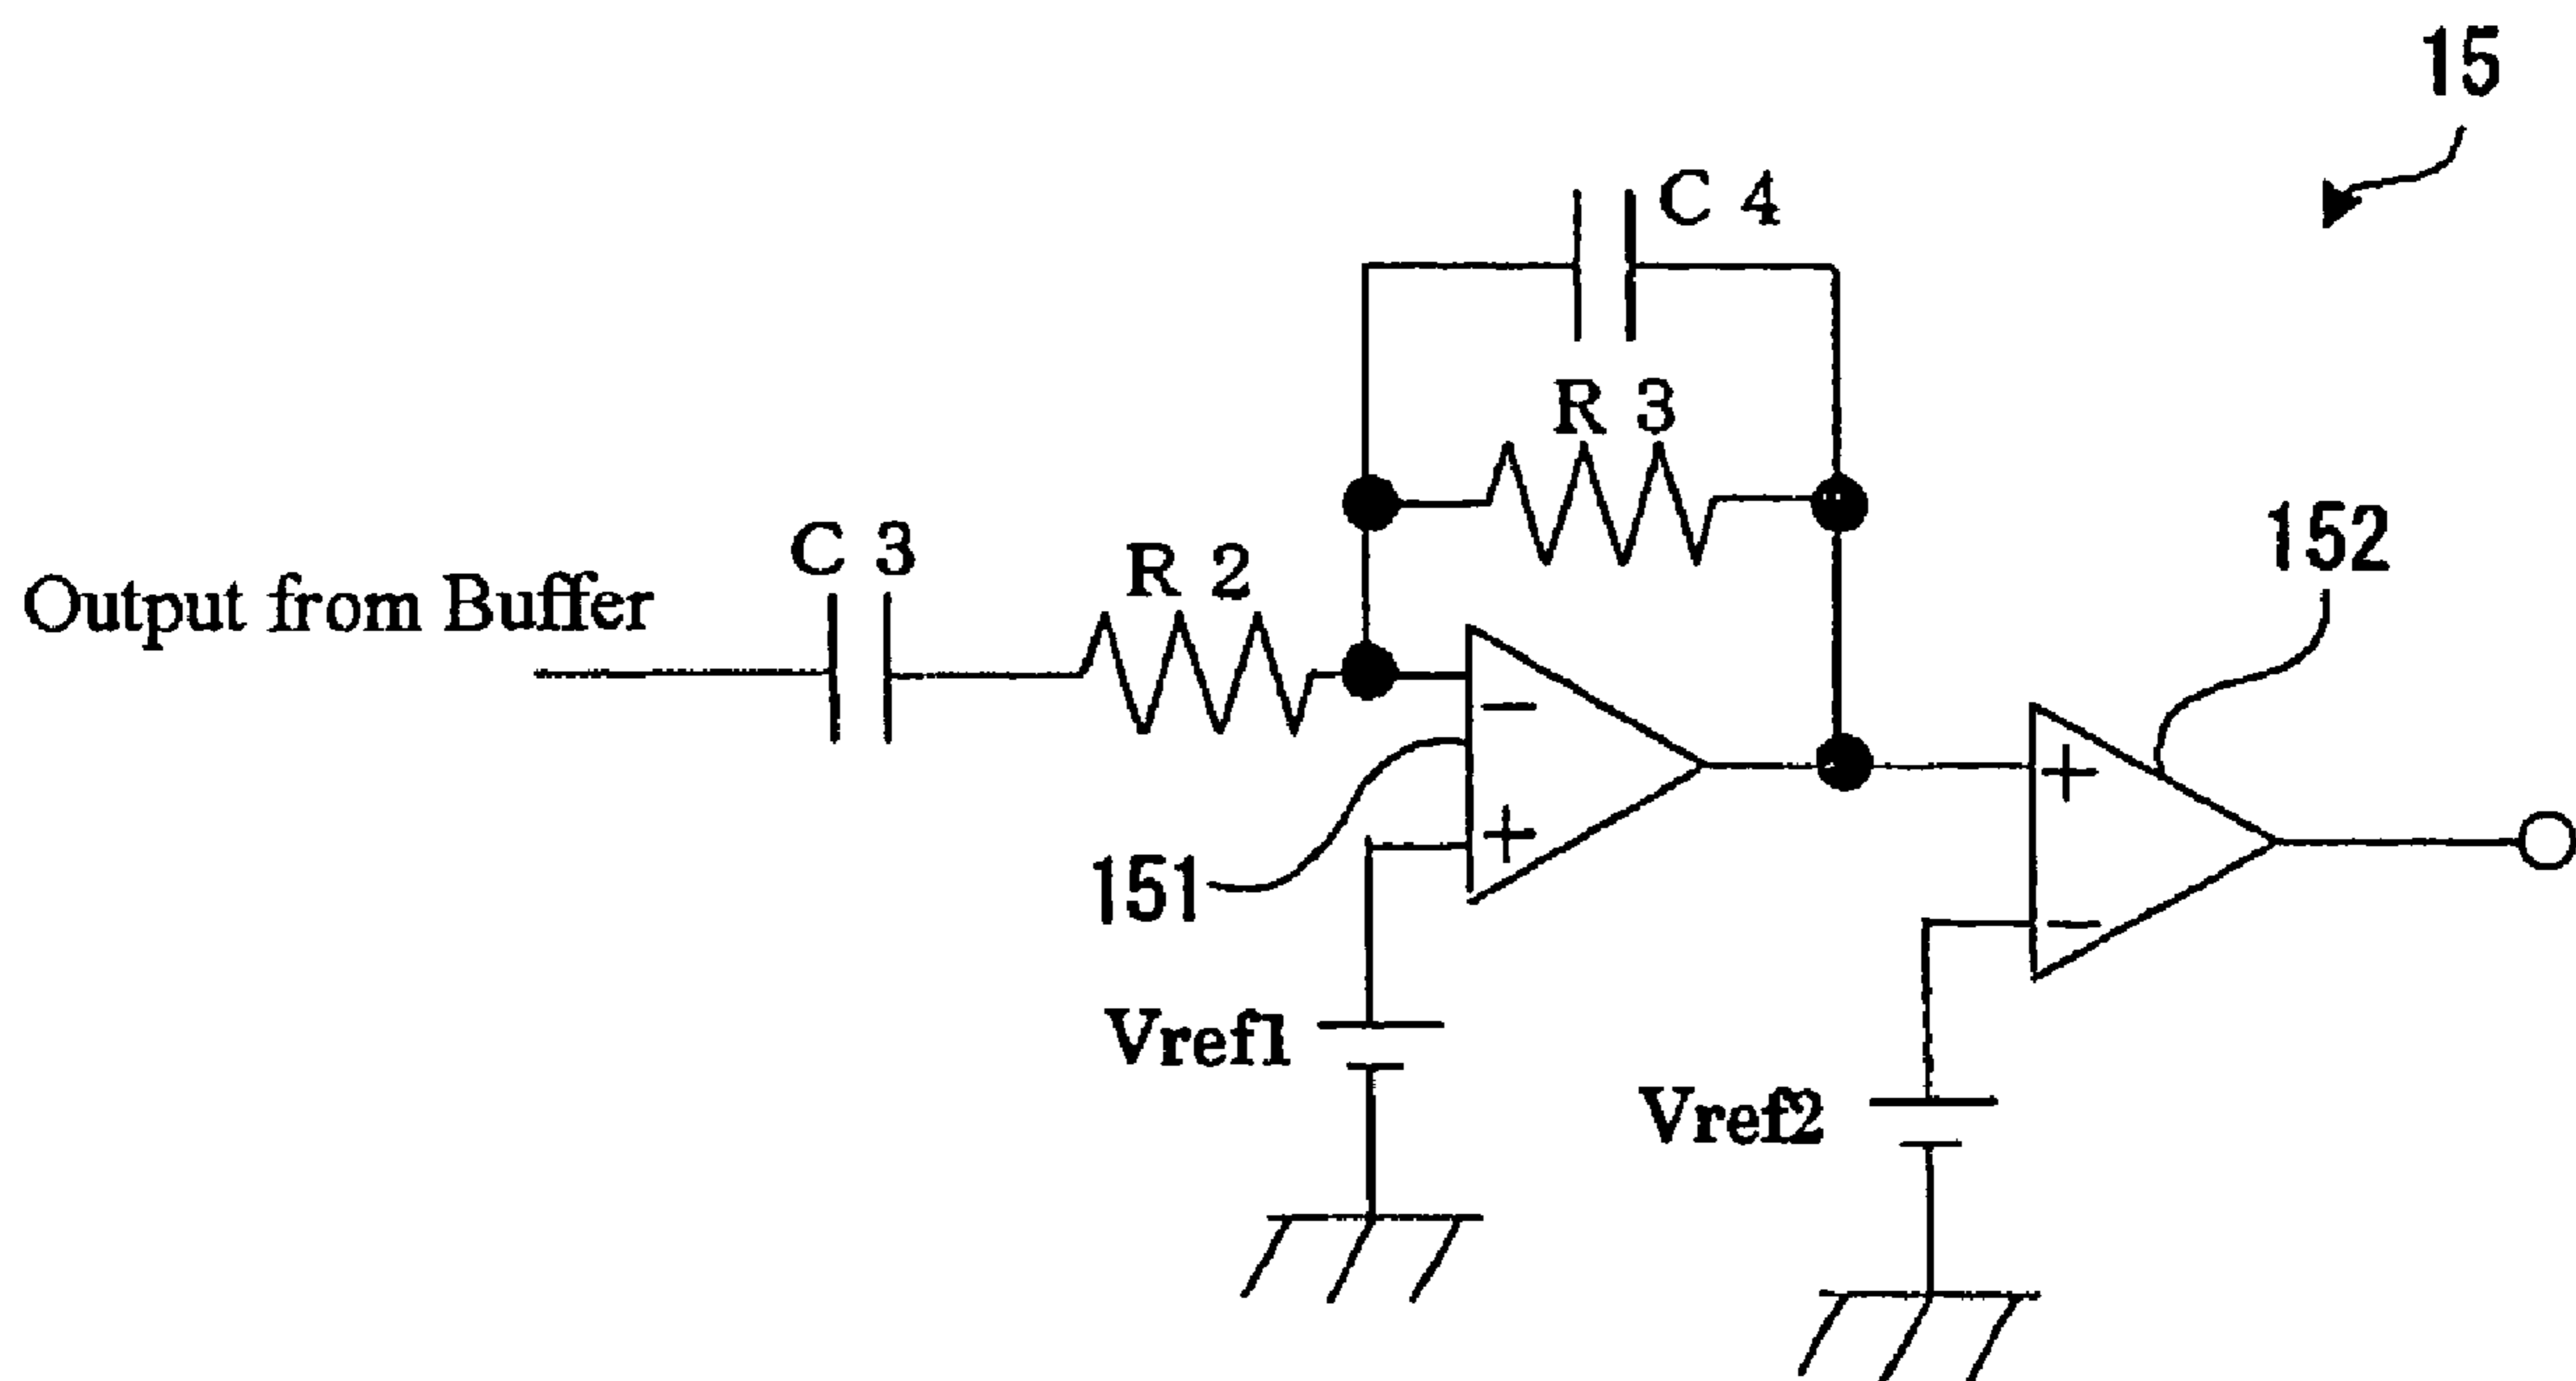 15
C 4
R 3
152
C 3
R 2
Output from Buffer
−
+
+
−
151
Vref1
Vref2